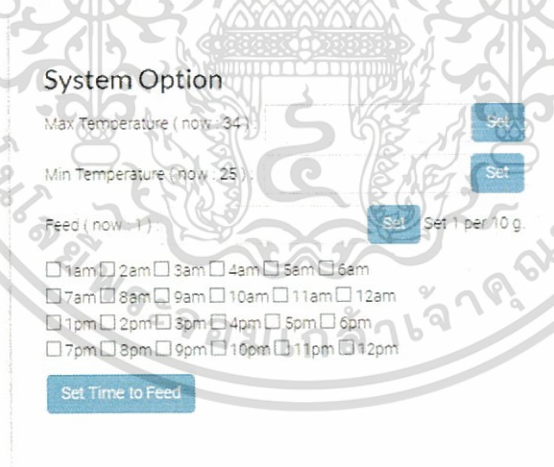 System Option
Max Temperature ( now : 34 ) : Set
Min Temperature ( now : 25 ) : Set
Feed ( now : 1 ) : Set Set 1 per 10 g.
1am 2am 3am 4am 5am 6am
7am 8am 9am 10am 11am 12am
1pm 2pm 3pm 4pm 5pm 6pm
7pm 8pm 9pm 10pm 11pm 12pm
Set Time to Feed